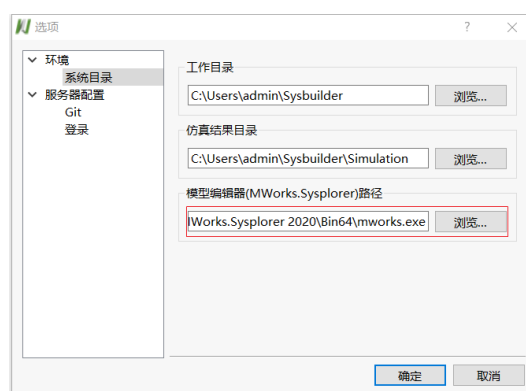 选项
环境
系统目录
服务器配置
Git
登录
工作目录
C:\Users\admin\Sysbuilder
浏览...
仿真结果目录
C:\Users\admin\Sysbuilder\Simulation
浏览...
模型编辑器(MWorks.Sysplorer)路径
IWorks.Sysplorer 2020\Bin64\mworks.exe
浏览...
确定
取消